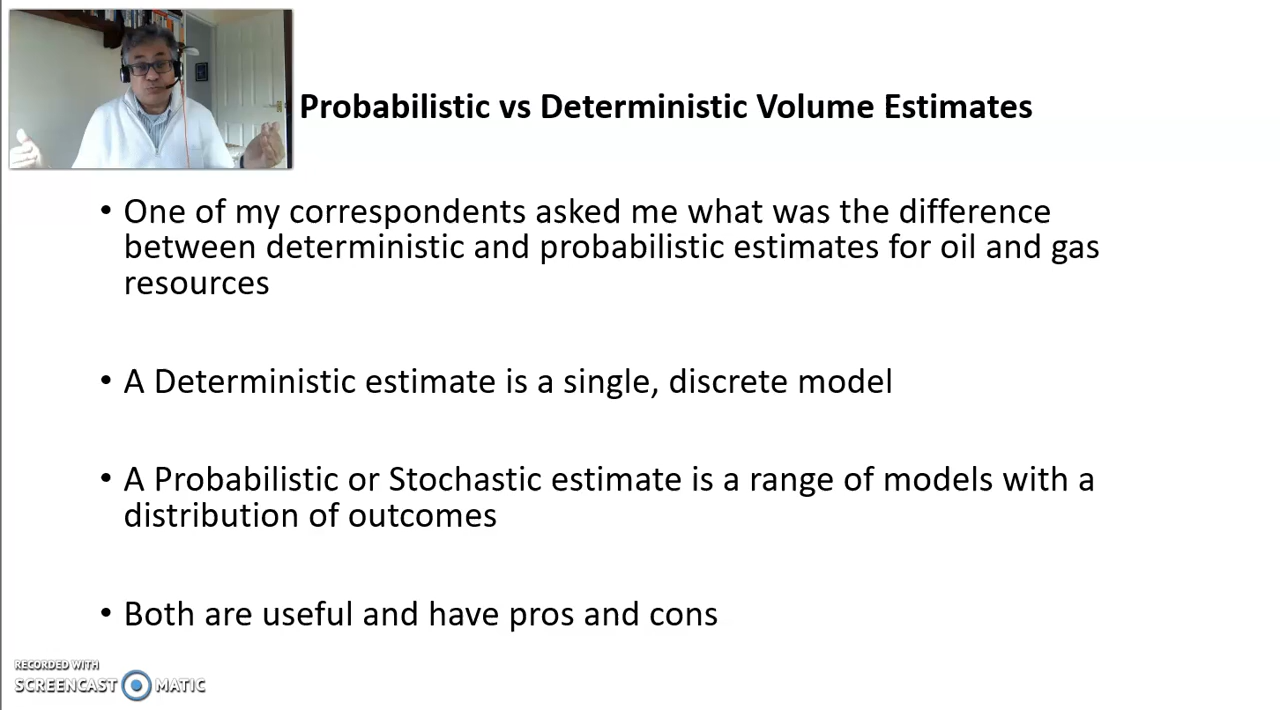 Probabilistic vs Deterministic Volume Estimates
• One of my correspondents asked me what was the difference
between deterministic and probabilistic estimates for oil and gas
resources
• A Deterministic estimate is a single, discrete model
• A Probabilistic or Stochastic estimate is a range of models with a
distribution of outcomes
• Both are useful and have pros and cons
RECORDED WITH
SCREENCAST MATIC